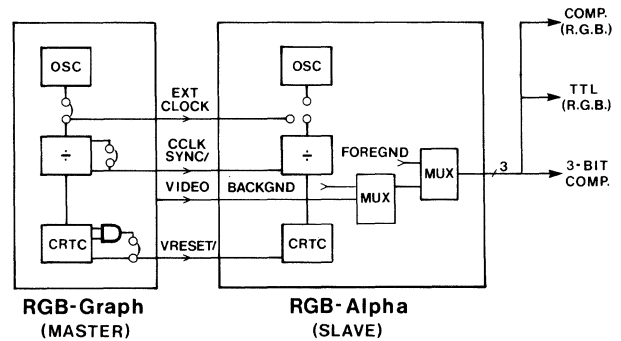 COMP.
(R.G.B.)
OSC
OSC
EXT
CLOCK
TTL
(R.G.B.)
÷
CCLK
SYNC/
÷
FOREGND
MUX
3
3-BIT
COMP.
VIDEO
BACKGND
MUX
CRTC
VRESET/
CRTC
RGB-Graph
(MASTER)
RGB-Alpha
(SLAVE)